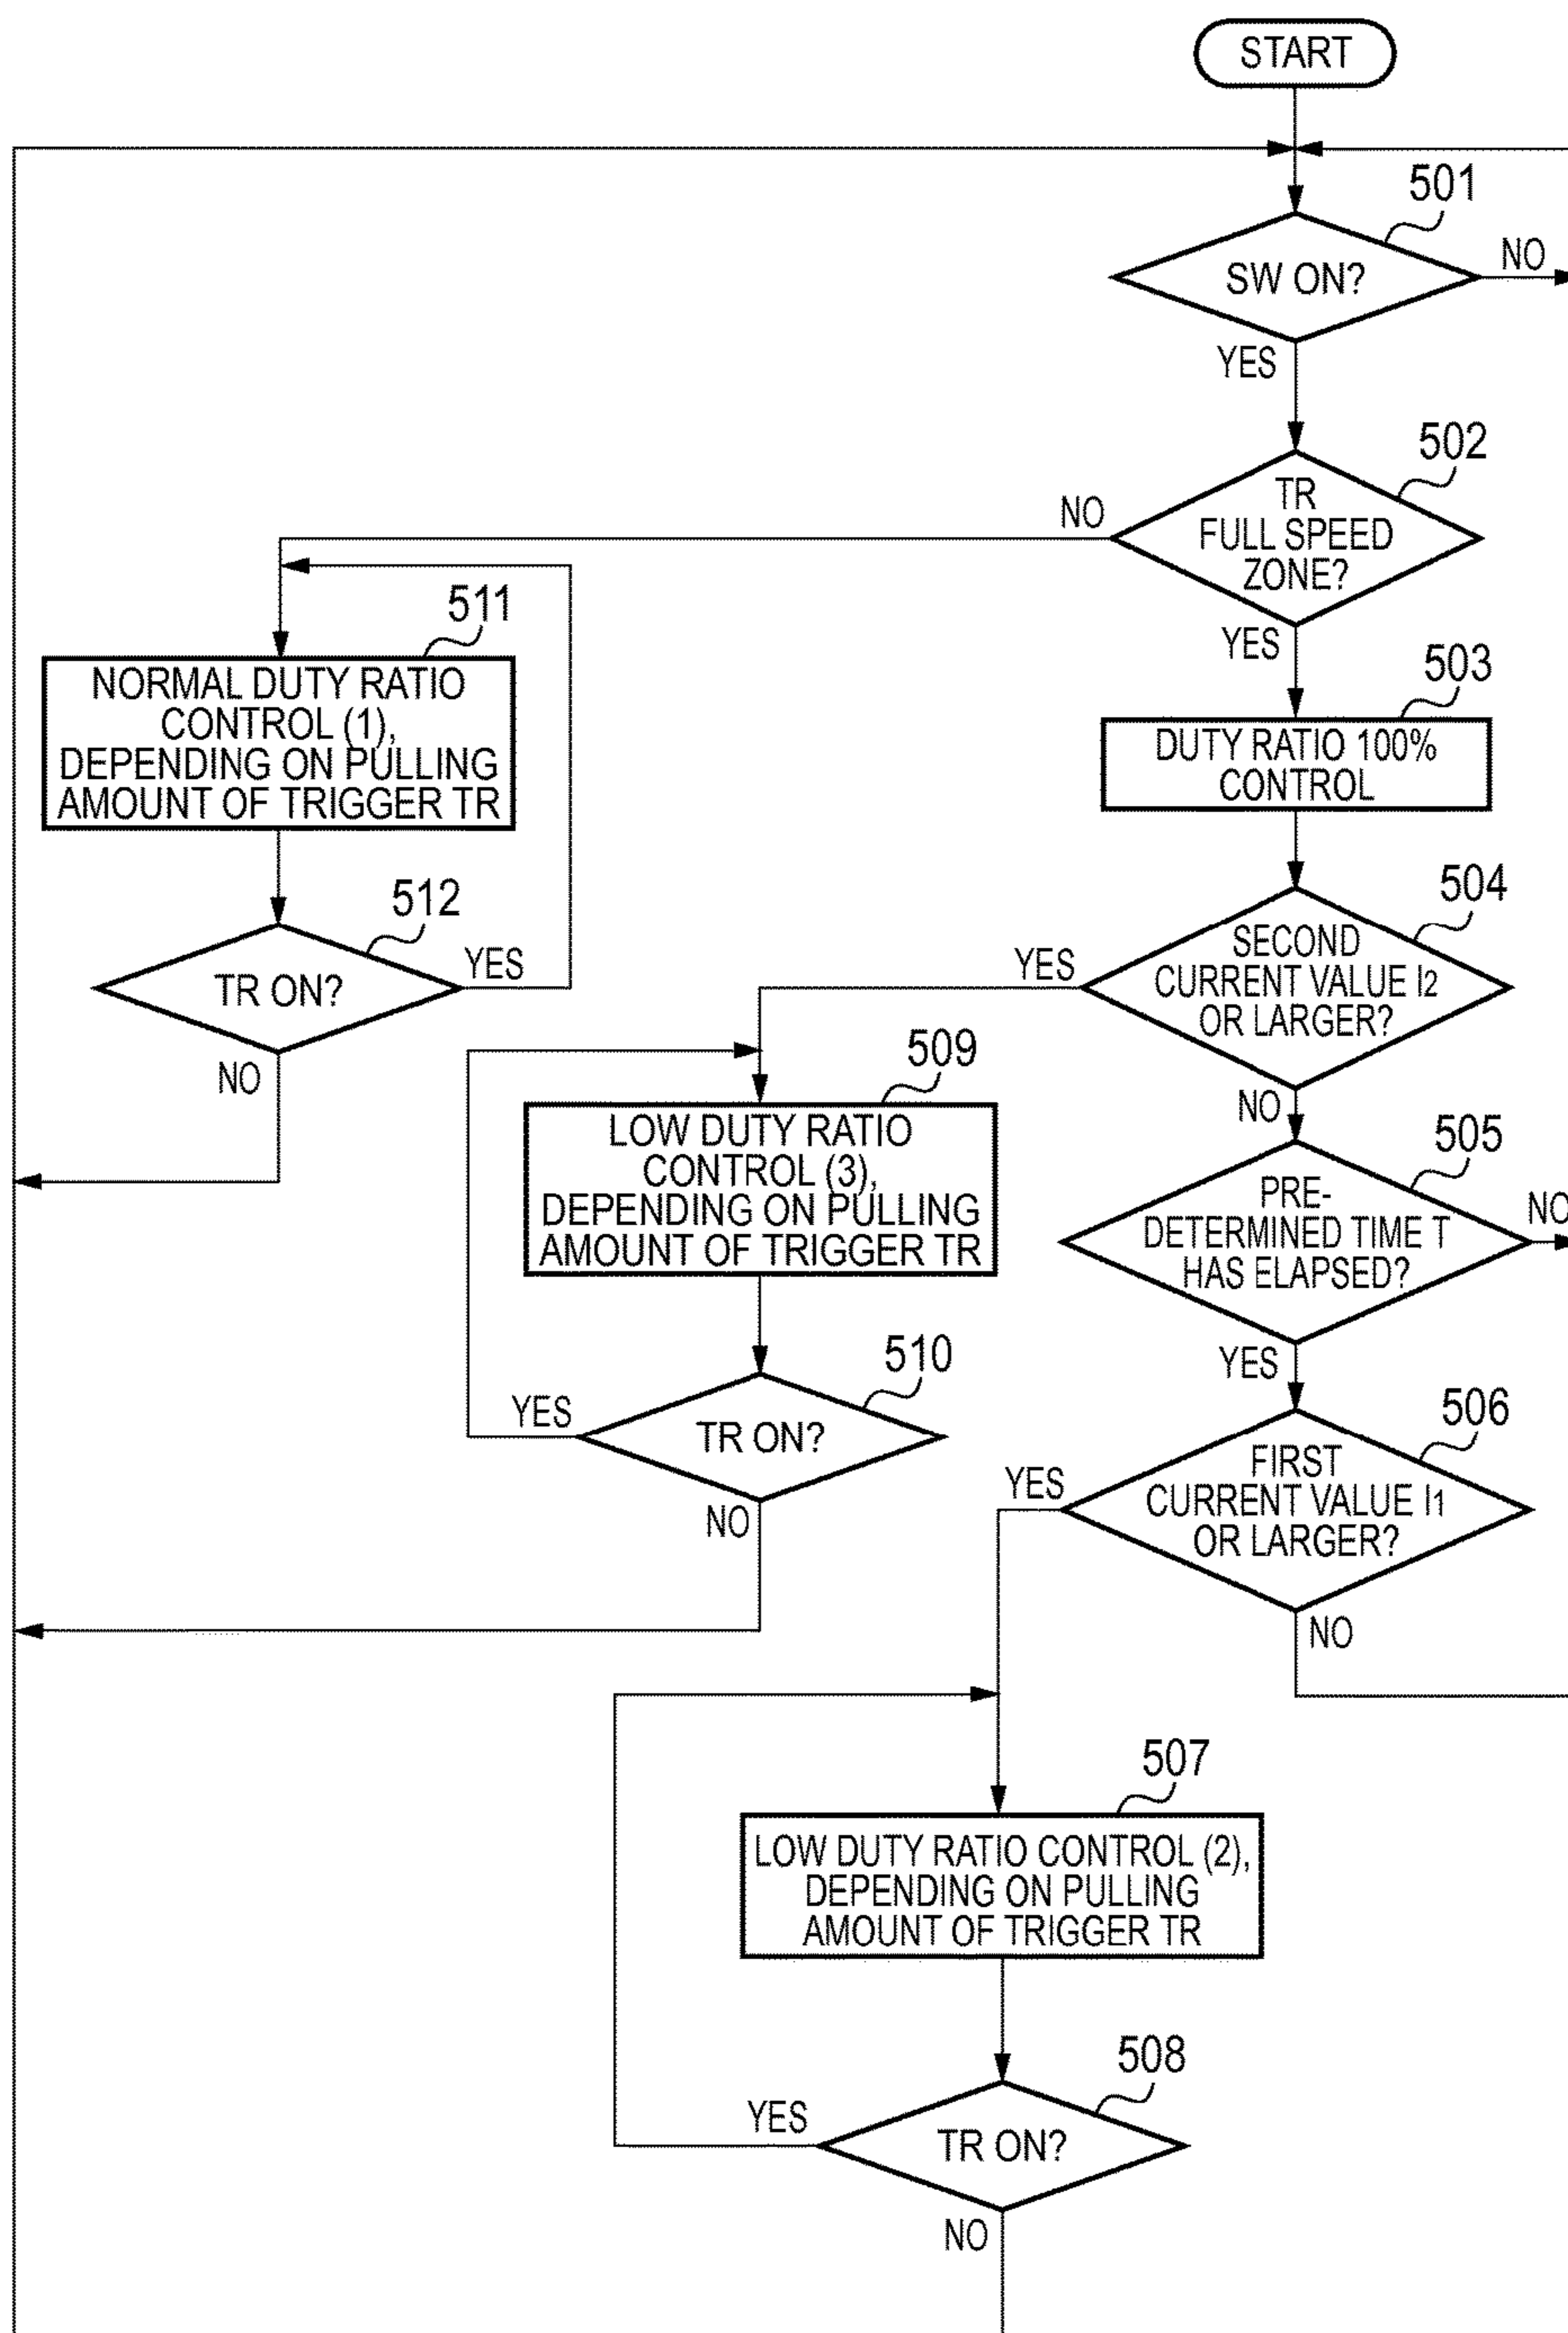 START
501
SW ON?
NO
YES
502
TR
FULL SPEED
ZONE?
NO
YES
503
DUTY RATIO 100%
CONTROL
511
NORMAL DUTY RATIO
CONTROL (1),
DEPENDING ON PULLING
AMOUNT OF TRIGGER TR
512
TR ON?
YES
NO
504
SECOND
CURRENT VALUE I2
OR LARGER?
YES
NO
509
LOW DUTY RATIO
CONTROL (3),
DEPENDING ON PULLING
AMOUNT OF TRIGGER TR
510
TR ON?
YES
NO
505
PRE-
DETERMINED TIME T
HAS ELAPSED?
NO
YES
506
FIRST
CURRENT VALUE I1
OR LARGER?
YES
NO
507
LOW DUTY RATIO CONTROL (2),
DEPENDING ON PULLING
AMOUNT OF TRIGGER TR
508
TR ON?
YES
NO